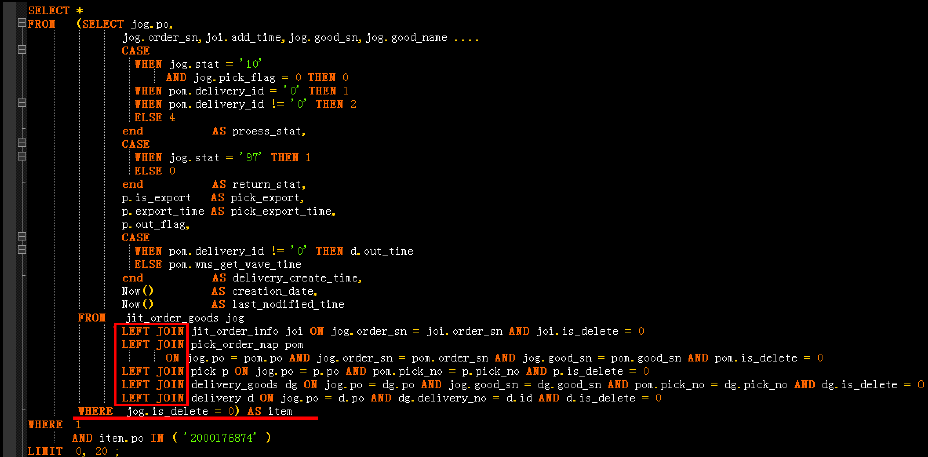 SELECT *
FROM (SELECT jog.po,
jog.order_sn, joi.add_time, jog.good_sn, jog.good_name ....
CASE
WHEN jog.stat = '10'
AND jog.pick_flag = 0 THEN 0
WHEN pom.delivery_id = '0' THEN 1
WHEN pom.delivery_id != '0' THEN 2
ELSE 4
end AS proess_stat,
CASE
WHEN jog.stat = '97' THEN 1
ELSE 0
end AS return_stat,
p.is_export AS pick_export,
p.export_time AS pick_export_time,
p.out_flag,
CASE
WHEN pom.delivery_id != '0' THEN d.out_time
ELSE pom.wms_get_wave_time
end AS delivery_create_time,
Now() AS creation_date,
Now() AS last_modified_time
FROM jit_order_goods jog
LEFT JOIN jit_order_info joi ON jog.order_sn = joi.order_sn AND joi.is_delete = 0
LEFT JOIN pick_order_map pom
ON jog.po = pom.po AND jog.order_sn = pom.order_sn AND jog.good_sn = pom.good_sn AND pom.is_delete = 0
LEFT JOIN pick p ON jog.po = p.po AND pom.pick_no = p.pick_no AND p.is_delete = 0
LEFT JOIN delivery_goods dg ON jog.po = dg.po AND jog.good_sn = dg.good_sn AND pom.pick_no = dg.pick_no AND dg.is_delete = 0
LEFT JOIN delivery d ON jog.po = d.po AND dg.delivery_no = d.id AND d.is_delete = 0
WHERE jog.is_delete = 0) AS item
WHERE 1
AND item.po IN ( '2000176874' )
LIMIT 0, 20 ;